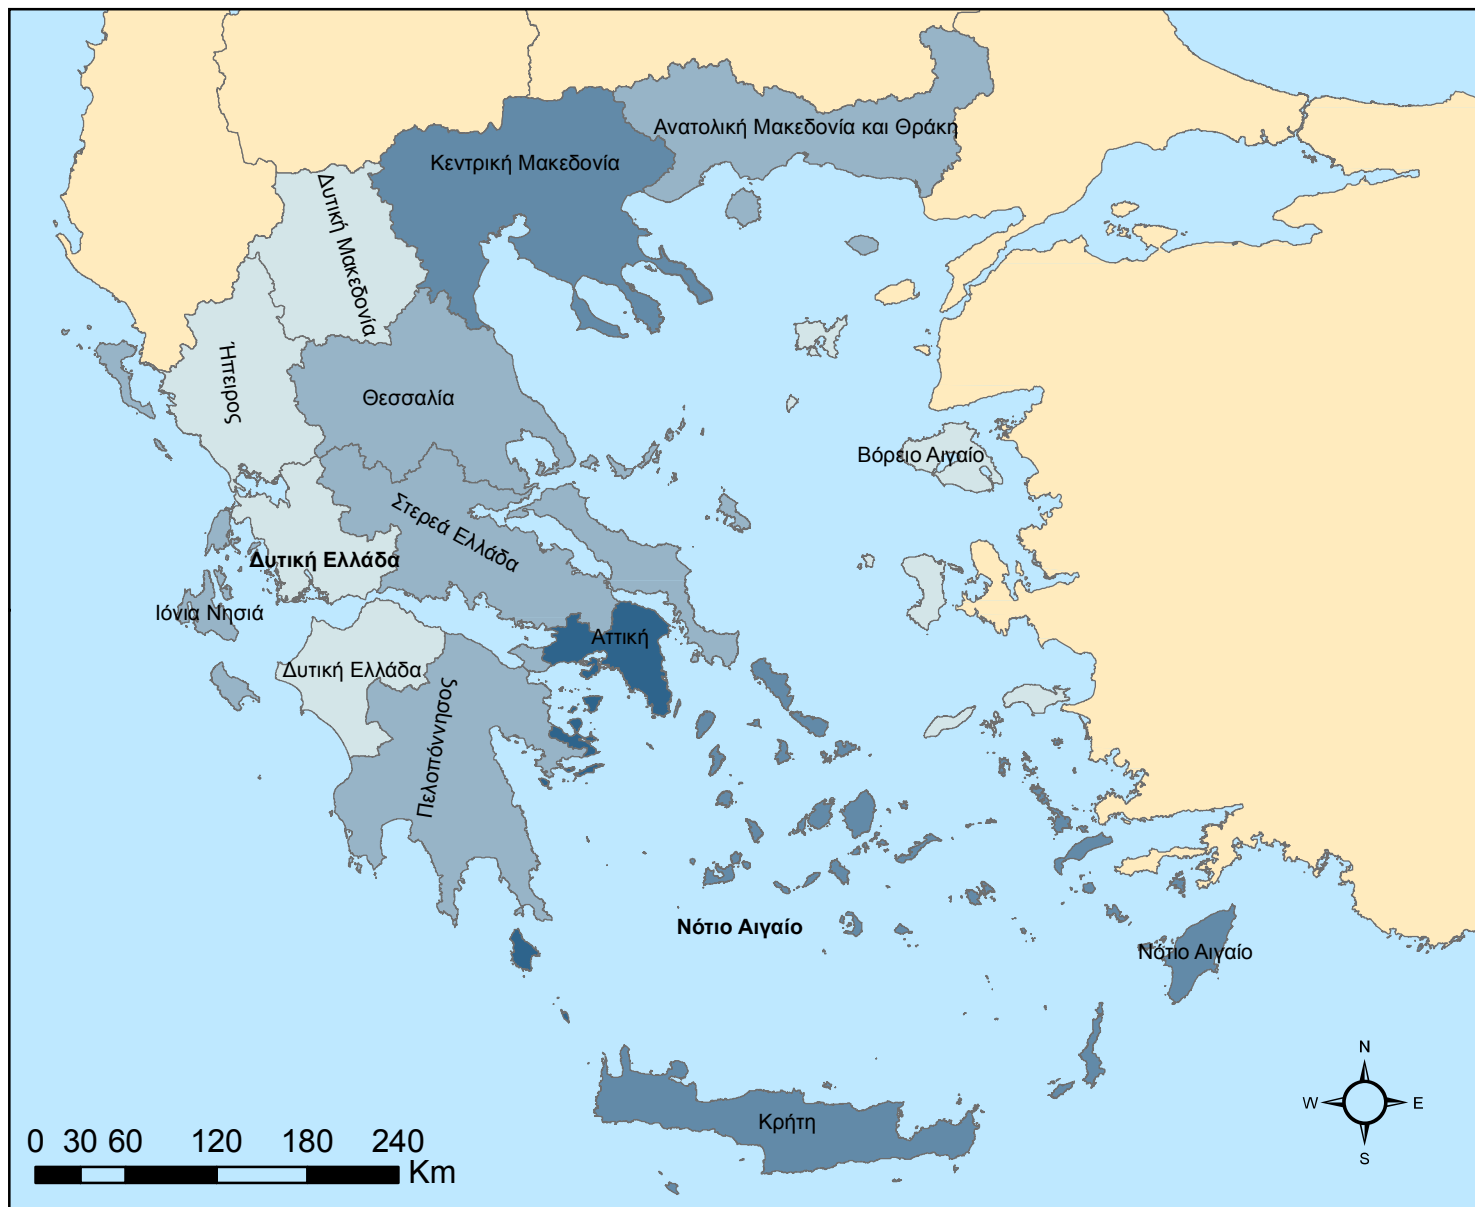 Ανατολική Μακεδονία και Θράκη
Κεντρική Μακεδονία
Δυτική Μακεδονία
Ήπειρος
Θεσσαλία
Βόρειο Αιγαίο
Στερεά Ελλάδα
Δυτική Ελλάδα
Ιόνια Νησιά
Αττική
Δυτική Ελλάδα
Πελοπόννησος
Νότιο Αιγαίο
Νότιο Αιγαίο
Κρήτη
N
W E
S
0 30 60 120 180 240
Km